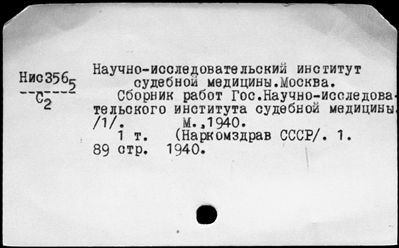 Научно-исследовательский институт
Нис3565
судебной медицины.Москва.
С2
Сборник работ Гос.Научно-исследова-
тельского института судебной медицины.
/1/. М.,1940.
1 т. (Наркомздрав СССР/. 1.
89 стр. 1940.